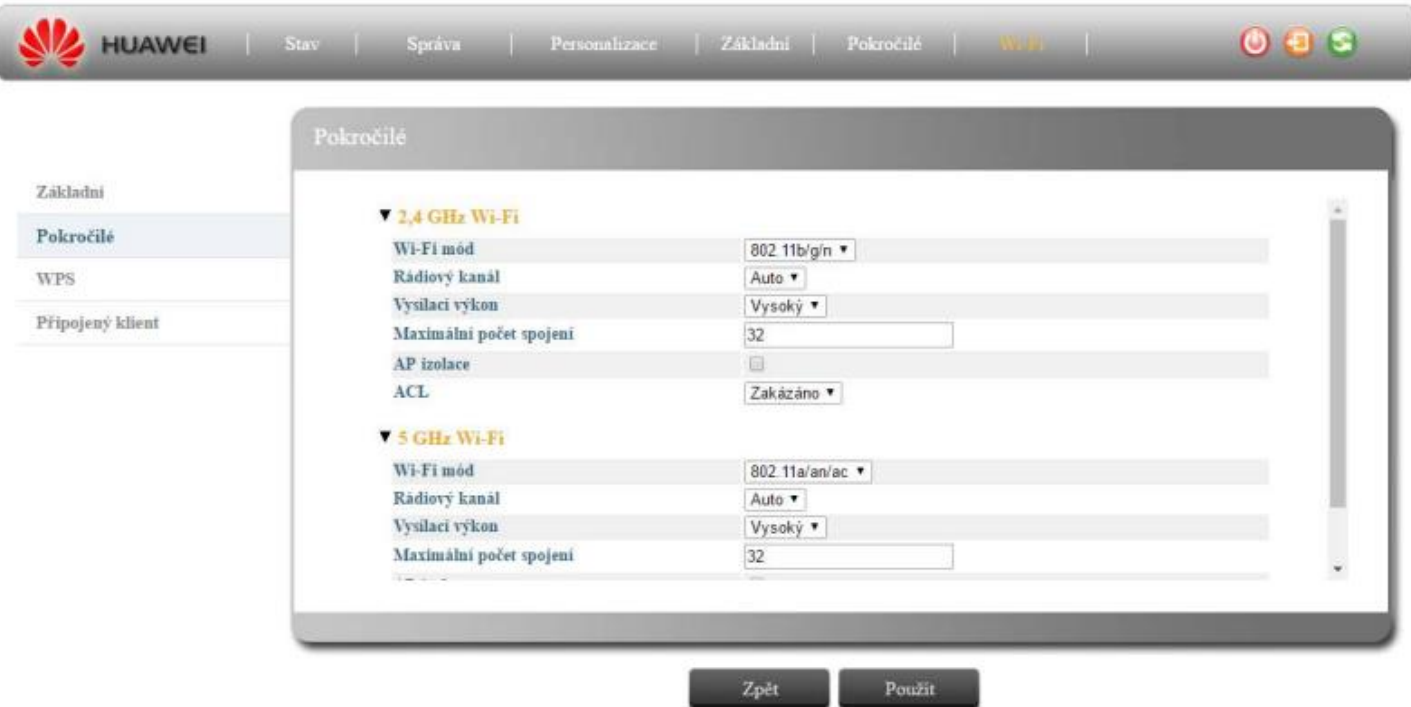 HUAWEI Stav Správa Personalizace Základní Pokročilé Wi-Fi
Pokročilé
Základní
Pokročilé
WPS
Připojený klient
2,4 GHz Wi-Fi
Wi-Fi mód 802.11b/g/n
Rádiový kanál Auto
Vysílací výkon Vysoký
Maximální počet spojení 32
AP izolace
ACL Zakázáno
5 GHz Wi-Fi
Wi-Fi mód 802.11a/an/ac
Rádiový kanál Auto
Vysílací výkon Vysoký
Maximální počet spojení 32
Zpět Použít